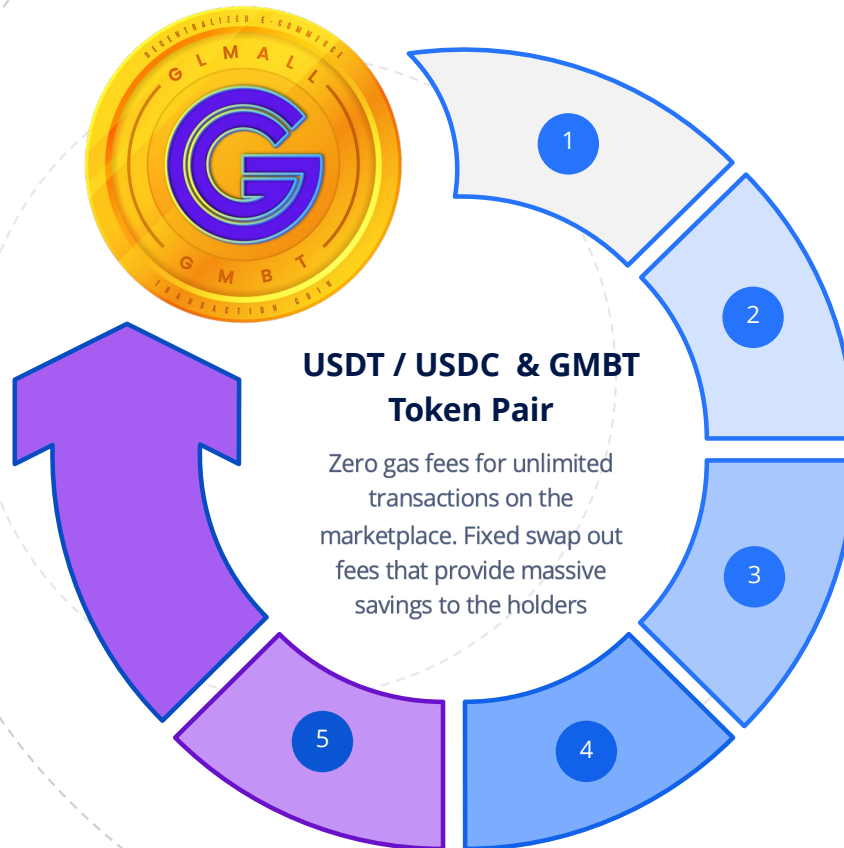 DECENTRALIZED E-COMMERCE
GLMALL
G
GMBT
TRANSACTION COIN
1
2
USDT / USDC & GMBT
Token Pair
Zero gas fees for unlimited
transactions on the
marketplace. Fixed swap out
fees that provide massive
savings to the holders
3
5
4